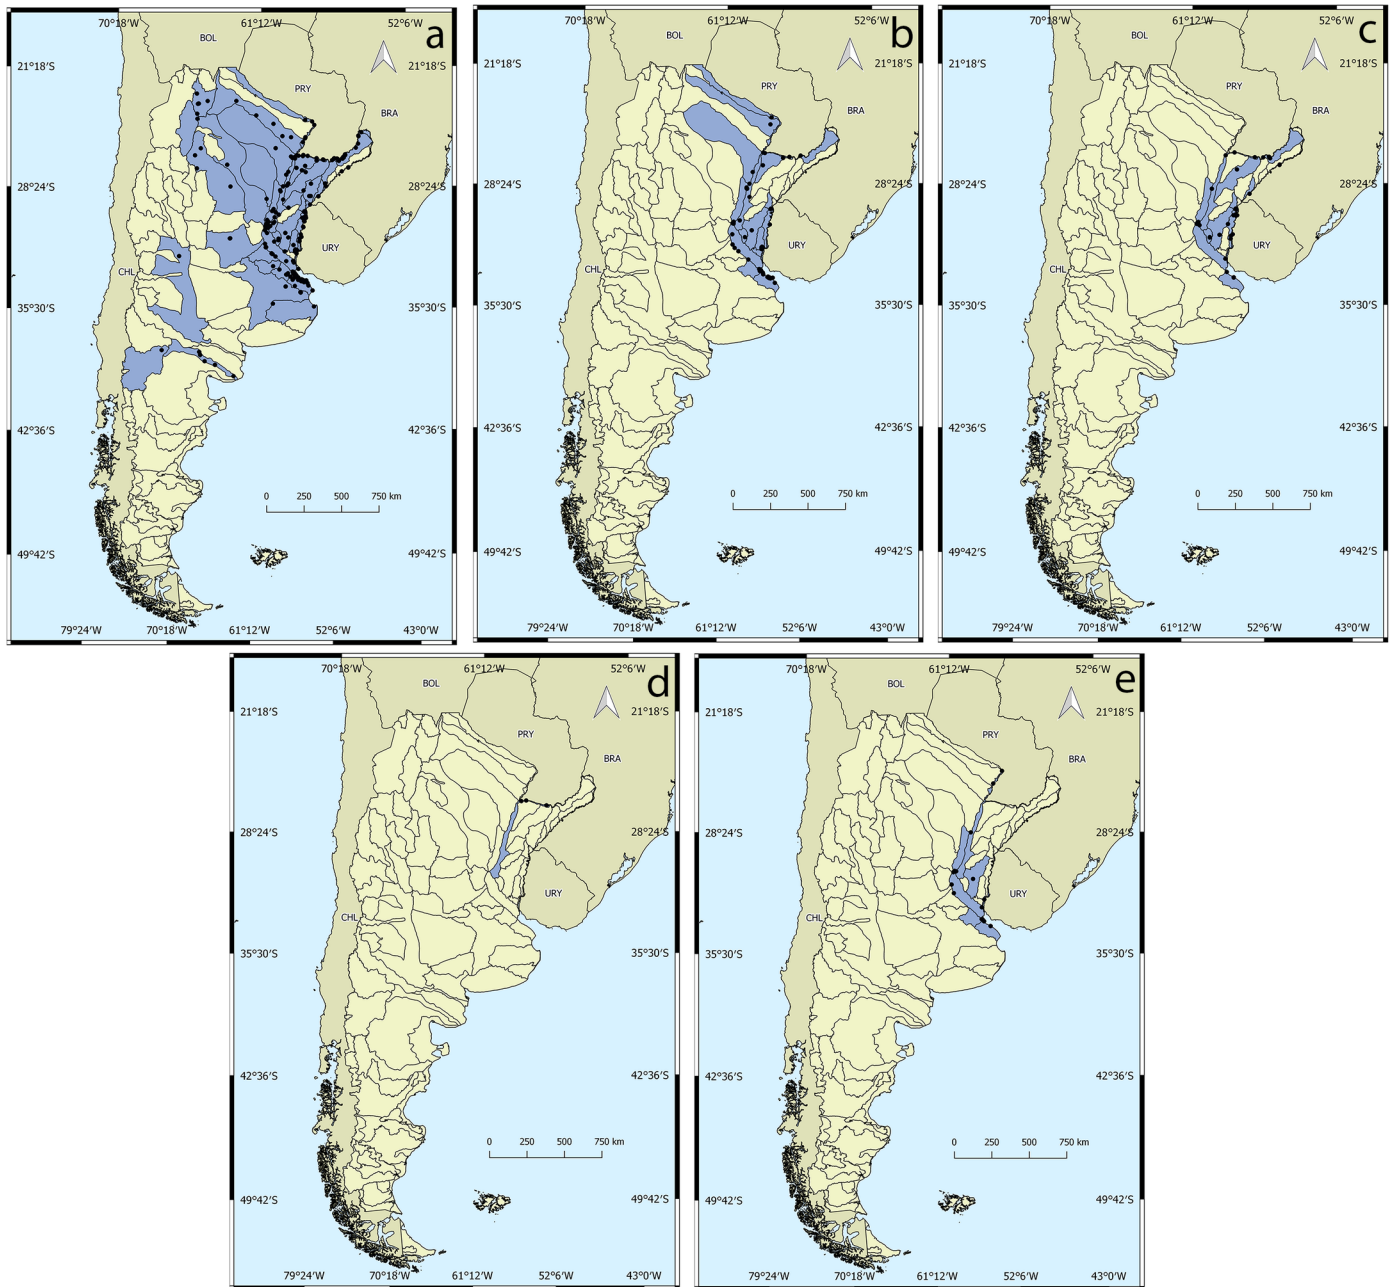 a
70°18'W 61°12'W 52°6'W
BOL
21°18'S 21°18'S
PRY
BRA
28°24'S 28°24'S
URY
CHL
35°30'S 35°30'S
42°36'S 42°36'S
0 250 500 750 km
49°42'S 49°42'S
79°24'W 70°18'W 61°12'W 52°6'W 43°0'W
b
70°18'W 61°12'W 52°6'W
BOL
21°18'S 21°18'S
PRY
BRA
28°24'S 28°24'S
URY
CHL
35°30'S 35°30'S
42°36'S 42°36'S
0 250 500 750 km
49°42'S 49°42'S
79°24'W 70°18'W 61°12'W 52°6'W 43°0'W
c
70°18'W 61°12'W 52°6'W
BOL
21°18'S 21°18'S
PRY
BRA
28°24'S 28°24'S
URY
CHL
35°30'S 35°30'S
42°36'S 42°36'S
0 250 500 750 km
49°42'S 49°42'S
79°24'W 70°18'W 61°12'W 52°6'W 43°0'W
d
70°18'W 61°12'W 52°6'W
BOL
21°18'S 21°18'S
PRY
BRA
28°24'S 28°24'S
URY
CHL
35°30'S 35°30'S
42°36'S 42°36'S
0 250 500 750 km
49°42'S 49°42'S
79°24'W 70°18'W 61°12'W 52°6'W 43°0'W
e
70°18'W 61°12'W 52°6'W
BOL
21°18'S 21°18'S
PRY
BRA
28°24'S 28°24'S
URY
CHL
35°30'S 35°30'S
42°36'S 42°36'S
0 250 500 750 km
49°42'S 49°42'S
79°24'W 70°18'W 61°12'W 52°6'W 43°0'W